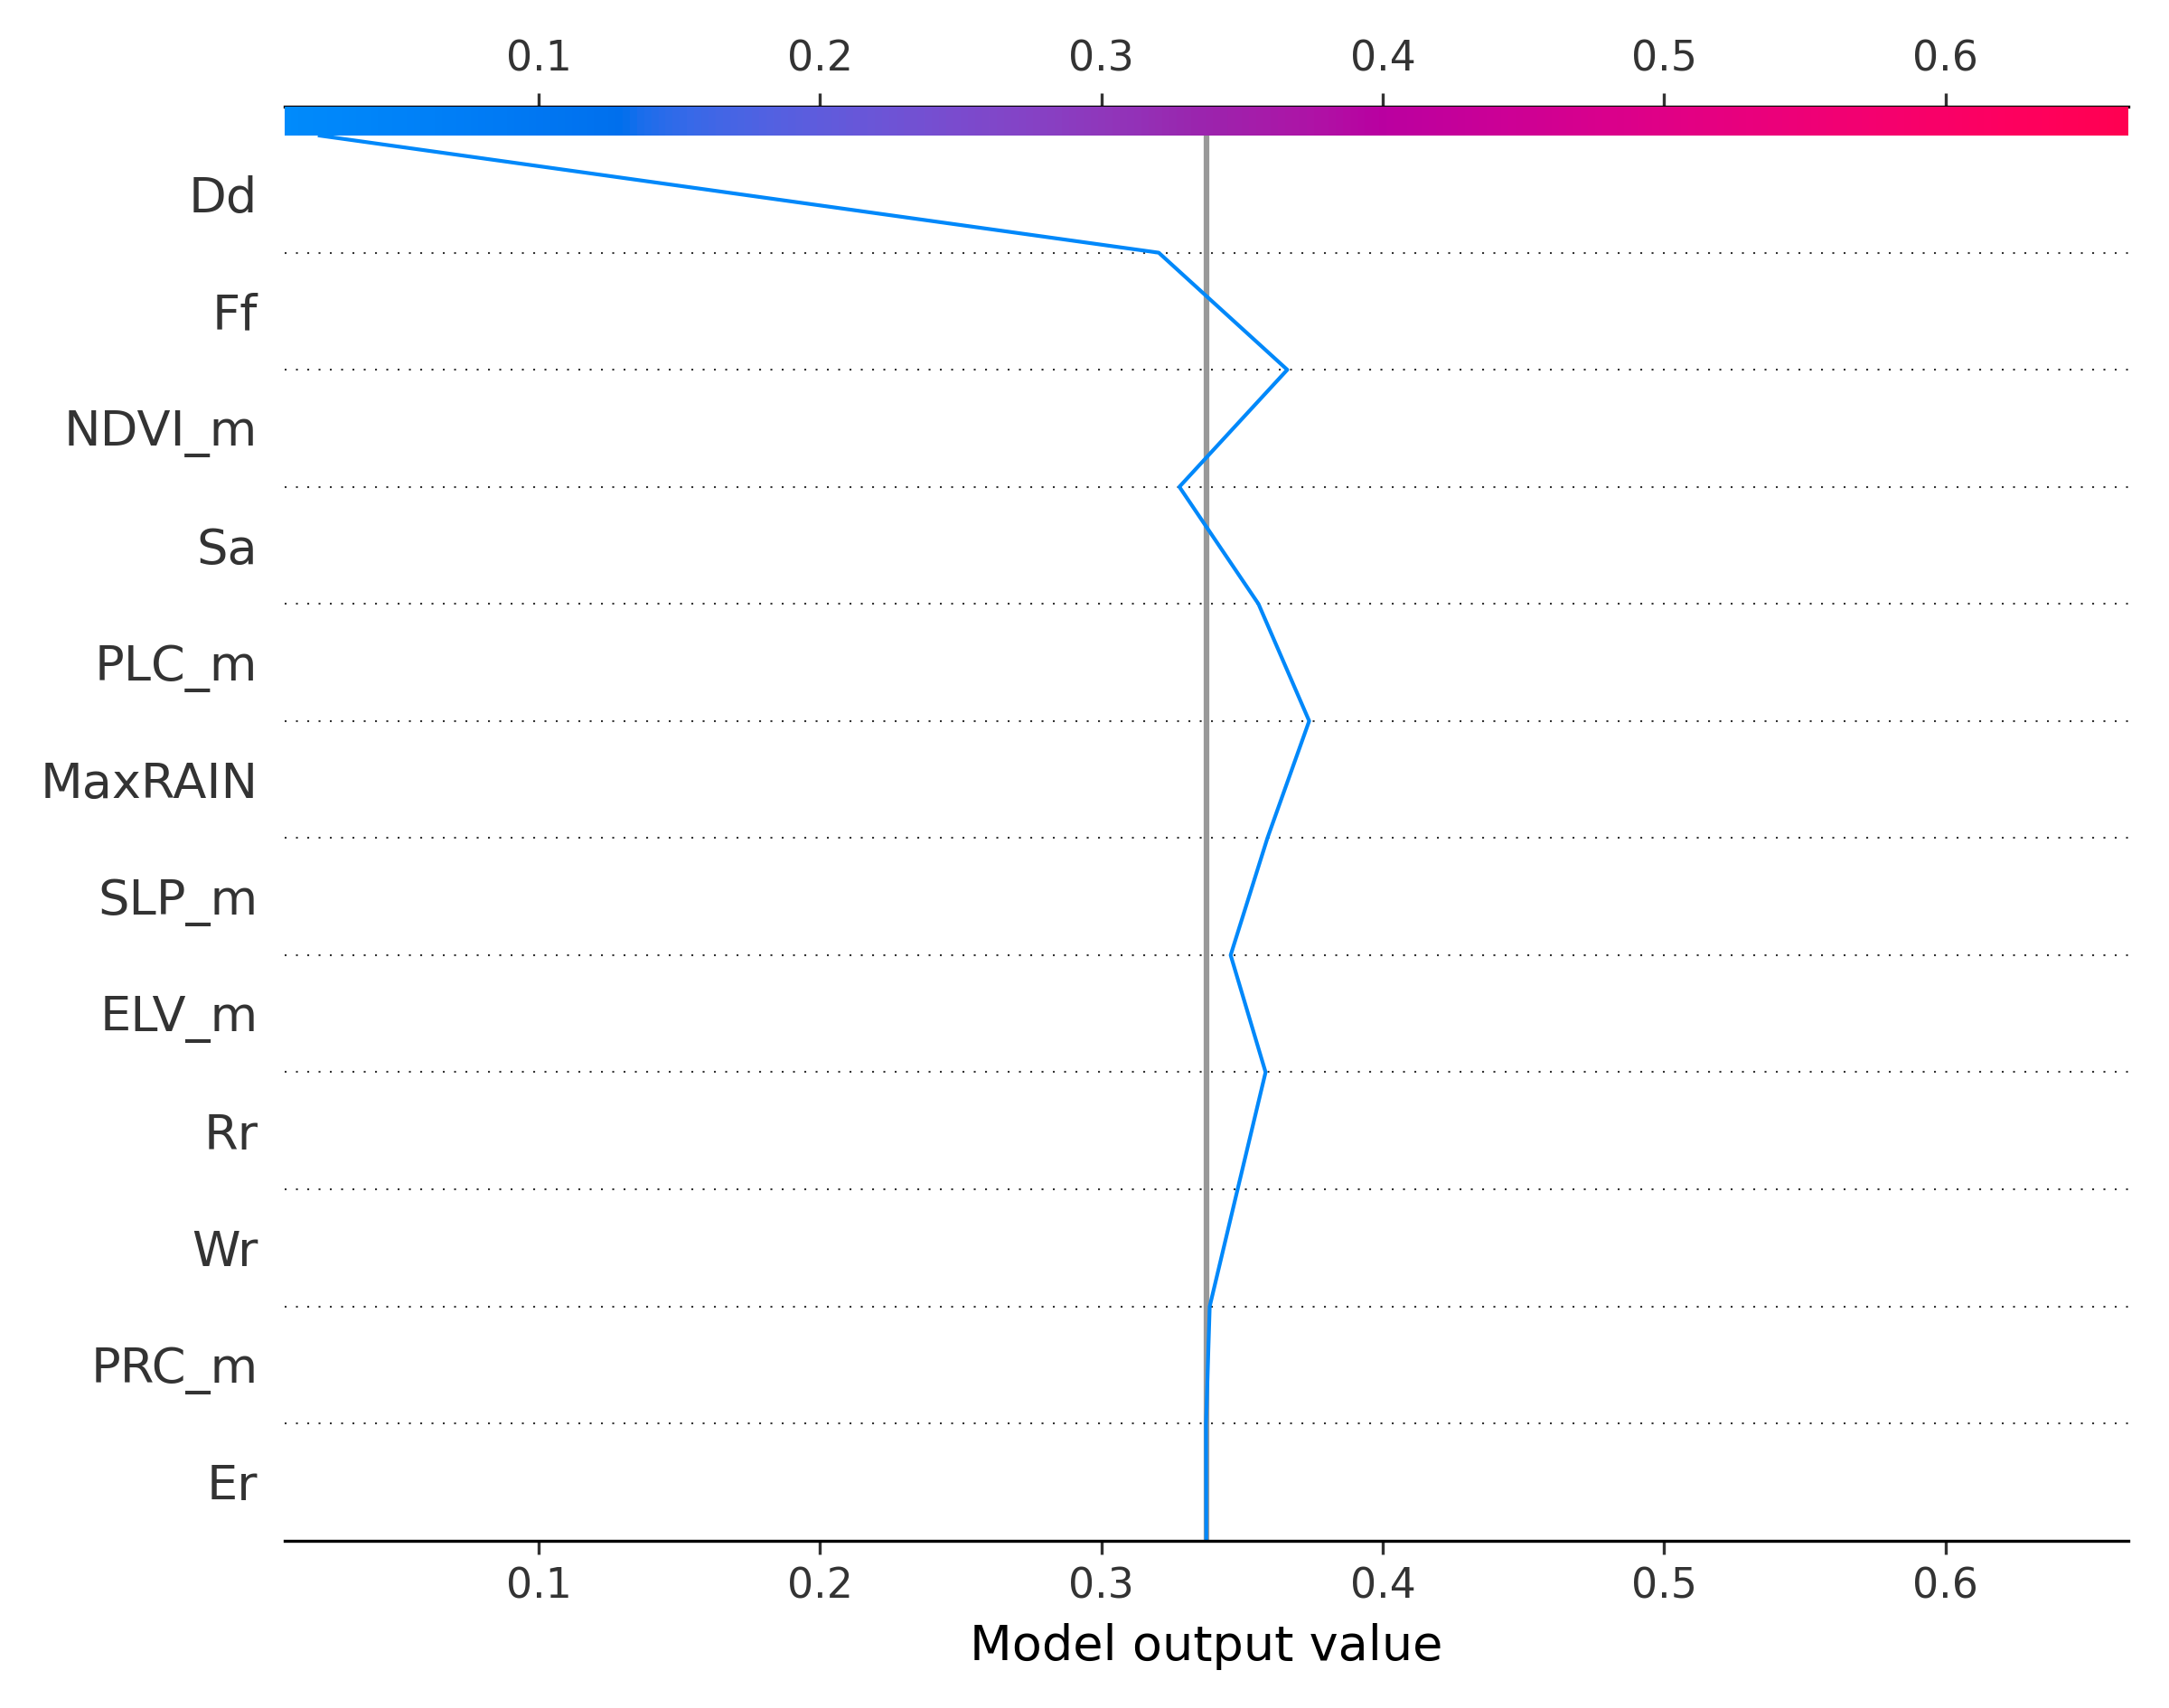 0.1 0.2 0.3 0.4 0.5 0.6
Dd
Ff
NDVI_m
Sa
PLC_m
MaxRAIN
SLP_m
ELV_m
Rr
Wr
PRC_m
Er
0.1 0.2 0.3 0.4 0.5 0.6
Model output value